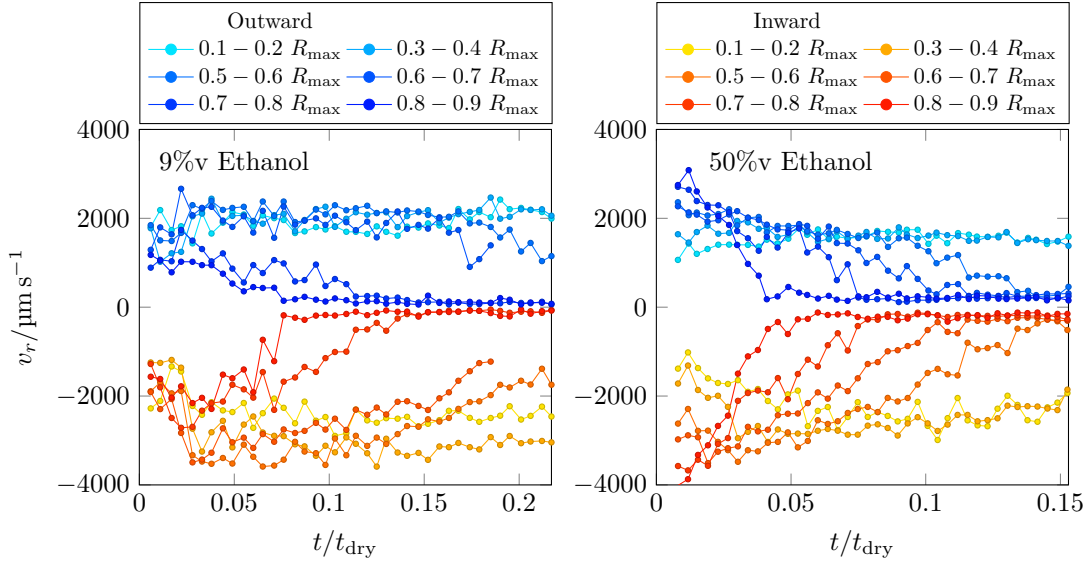 Outward
0.1 − 0.2 Rmax 0.3 − 0.4 Rmax
0.5 − 0.6 Rmax 0.6 − 0.7 Rmax
0.7 − 0.8 Rmax 0.8 − 0.9 Rmax
Inward
0.1 − 0.2 Rmax 0.3 − 0.4 Rmax
0.5 − 0.6 Rmax 0.6 − 0.7 Rmax
0.7 − 0.8 Rmax 0.8 − 0.9 Rmax
9%v Ethanol
4000
2000
0
−2000
−4000
vr/µm s⁻¹
0 0.05 0.1 0.15 0.2
t/tdry
50%v Ethanol
4000
2000
0
−2000
−4000
0 0.05 0.1 0.15
t/tdry